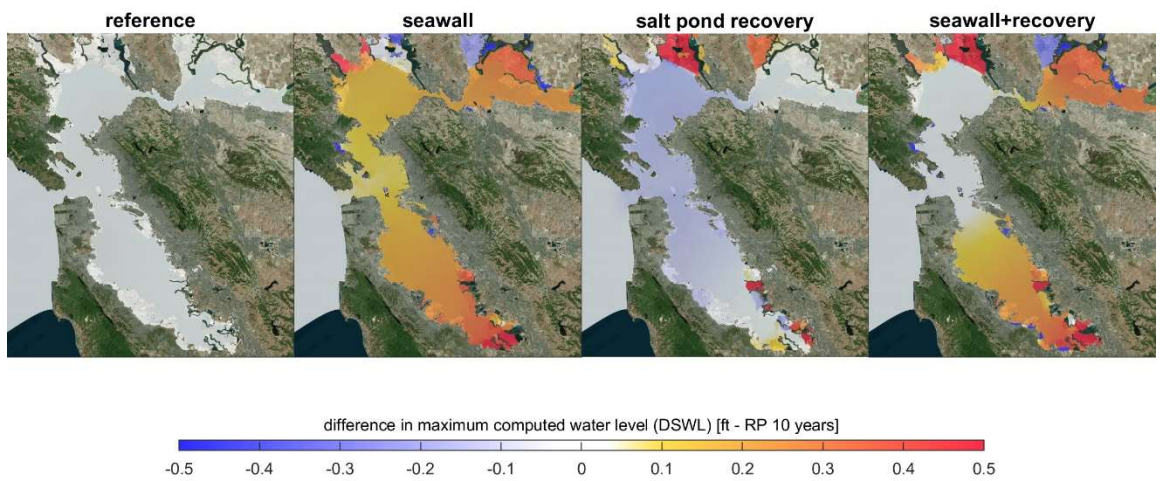 reference seawall salt pond recovery seawall+recovery
difference in maximum computed water level (DSWL) [ft - RP 10 years]
-0.5 -0.4 -0.3 -0.2 -0.1 0 0.1 0.2 0.3 0.4 0.5